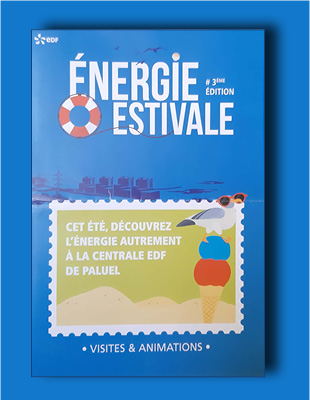 edf
ÉNERGIE
# 3ÈME
ÉDITION
ESTIVALE
CET ÉTÉ, DÉCOUVREZ
L'ÉNERGIE AUTREMENT
À LA CENTRALE EDF
DE PALUEL
• VISITES & ANIMATIONS •